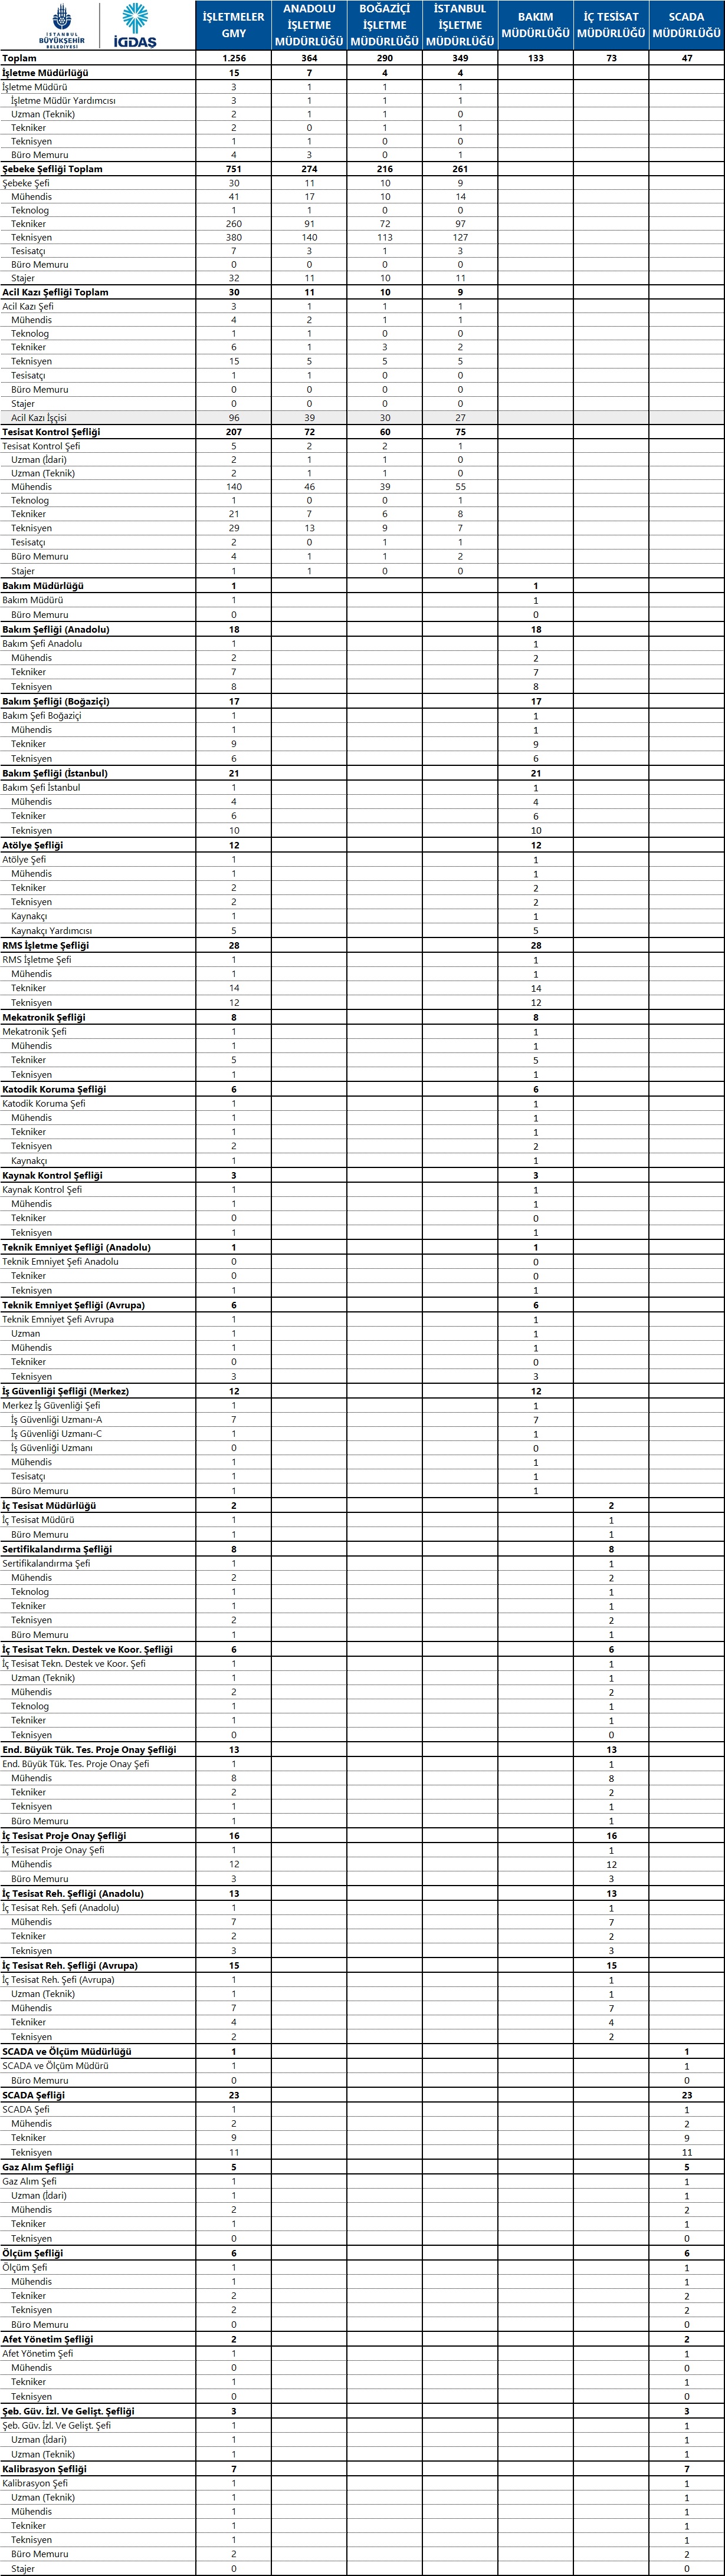 İSTANBUL
BÜYÜKŞEHİR
BELEDİYESİ
İGDAŞ
İŞLETMELER GMY ANADOLU İŞLETME MÜDÜRLÜĞÜ BOĞAZİÇİ İŞLETME MÜDÜRLÜĞÜ İSTANBUL İŞLETME MÜDÜRLÜĞÜ BAKIM MÜDÜRLÜĞÜ İÇ TESİSAT MÜDÜRLÜĞÜ SCADA MÜDÜRLÜĞÜ
Toplam 1.256 364 290 349 133 73 47
İşletme Müdürlüğü 15 7 4 4
İşletme Müdürü 3 1 1 1
İşletme Müdür Yardımcısı 3 1 1 1
Uzman (Teknik) 2 1 1 0
Tekniker 2 0 1 1
Teknisyen 1 1 0 0
Büro Memuru 4 3 0 1
Şebeke Şefliği Toplam 751 274 216 261
Şebeke Şefi 30 11 10 9
Mühendis 41 17 10 14
Teknolog 1 1 0 0
Tekniker 260 91 72 97
Teknisyen 380 140 113 127
Tesisatçı 7 3 1 3
Büro Memuru 0 0 0 0
Stajer 32 11 10 11
Acil Kazı Şefliği Toplam 30 11 10 9
Acil Kazı Şefi 3 1 1 1
Mühendis 4 2 1 1
Teknolog 1 1 0 0
Tekniker 6 1 3 2
Teknisyen 15 5 5 5
Tesisatçı 1 1 0 0
Büro Memuru 0 0 0 0
Stajer 0 0 0 0
Acil Kazı İşçisi 96 39 30 27
Tesisat Kontrol Şefliği 207 72 60 75
Tesisat Kontrol Şefi 5 2 2 1
Uzman (İdari) 2 1 1 0
Uzman (Teknik) 2 1 1 0
Mühendis 140 46 39 55
Teknolog 1 0 0 1
Tekniker 21 7 6 8
Teknisyen 29 13 9 7
Tesisatçı 2 0 1 1
Büro Memuru 4 1 1 2
Stajer 1 1 0 0
Bakım Müdürlüğü 1 1
Bakım Müdürü 1 1
Büro Memuru 0 0
Bakım Şefliği (Anadolu) 18 18
Bakım Şefi Anadolu 1 1
Mühendis 2 2
Tekniker 7 7
Teknisyen 8 8
Bakım Şefliği (Boğaziçi) 17 17
Bakım Şefi Boğaziçi 1 1
Mühendis 1 1
Tekniker 9 9
Teknisyen 6 6
Bakım Şefliği (İstanbul) 21 21
Bakım Şefi İstanbul 1 1
Mühendis 4 4
Tekniker 6 6
Teknisyen 10 10
Atölye Şefliği 12 12
Atölye Şefi 1 1
Mühendis 1 1
Tekniker 2 2
Teknisyen 2 2
Kaynakçı 1 1
Kaynakçı Yardımcısı 5 5
RMS İşletme Şefliği 28 28
RMS İşletme Şefi 1 1
Mühendis 1 1
Tekniker 14 14
Teknisyen 12 12
Mekatronik Şefliği 8 8
Mekatronik Şefi 1 1
Mühendis 1 1
Tekniker 5 5
Teknisyen 1 1
Katodik Koruma Şefliği 6 6
Katodik Koruma Şefi 1 1
Mühendis 1 1
Tekniker 1 1
Teknisyen 2 2
Kaynakçı 1 1
Kaynak Kontrol Şefliği 3 3
Kaynak Kontrol Şefi 1 1
Mühendis 1 1
Tekniker 0 0
Teknisyen 1 1
Teknik Emniyet Şefliği (Anadolu) 1 1
Teknik Emniyet Şefi Anadolu 0 0
Tekniker 0 0
Teknisyen 1 1
Teknik Emniyet Şefliği (Avrupa) 6 6
Teknik Emniyet Şefi Avrupa 1 1
Uzman 1 1
Mühendis 1 1
Tekniker 0 0
Teknisyen 3 3
İş Güvenliği Şefliği (Merkez) 12 12
Merkez İş Güvenliği Şefi 1 1
İş Güvenliği Uzmanı-A 7 7
İş Güvenliği Uzmanı-C 1 1
İş Güvenliği Uzmanı 0 0
Mühendis 1 1
Tesisatçı 1 1
Büro Memuru 1 1
İç Tesisat Müdürlüğü 2 2
İç Tesisat Müdürü 1 1
Büro Memuru 1 1
Sertifikalandırma Şefliği 8 8
Sertifikalandırma Şefi 1 1
Mühendis 2 2
Teknolog 1 1
Tekniker 1 1
Teknisyen 2 2
Büro Memuru 1 1
İç Tesisat Tekn. Destek ve Koor. Şefliği 6 6
İç Tesisat Tekn. Destek ve Koor. Şefi 1 1
Uzman (Teknik) 1 1
Mühendis 2 2
Teknolog 1 1
Tekniker 1 1
Teknisyen 0 0
End. Büyük Tük. Tes. Proje Onay Şefliği 13 13
End. Büyük Tük. Tes. Proje Onay Şefi 1 1
Mühendis 8 8
Tekniker 2 2
Teknisyen 1 1
Büro Memuru 1 1
İç Tesisat Proje Onay Şefliği 16 16
İç Tesisat Proje Onay Şefi 1 1
Mühendis 12 12
Büro Memuru 3 3
İç Tesisat Reh. Şefliği (Anadolu) 13 13
İç Tesisat Reh. Şefi (Anadolu) 1 1
Mühendis 7 7
Tekniker 2 2
Teknisyen 3 3
İç Tesisat Reh. Şefliği (Avrupa) 15 15
İç Tesisat Reh. Şefi (Avrupa) 1 1
Uzman (Teknik) 1 1
Mühendis 7 7
Tekniker 4 4
Teknisyen 2 2
SCADA ve Ölçüm Müdürlüğü 1 1
SCADA ve Ölçüm Müdürü 1 1
Büro Memuru 0 0
SCADA Şefliği 23 23
SCADA Şefi 1 1
Mühendis 2 2
Tekniker 9 9
Teknisyen 11 11
Gaz Alım Şefliği 5 5
Gaz Alım Şefi 1 1
Uzman (İdari) 1 1
Mühendis 2 2
Tekniker 1 1
Teknisyen 0 0
Ölçüm Şefliği 6 6
Ölçüm Şefi 1 1
Mühendis 1 1
Tekniker 2 2
Teknisyen 2 2
Büro Memuru 0 0
Afet Yönetim Şefliği 2 2
Afet Yönetim Şefi 1 1
Mühendis 0 0
Tekniker 1 1
Teknisyen 0 0
Şeb. Güv. İzl. Ve Gelişt. Şefliği 3 3
Şeb. Güv. İzl. Ve Gelişt. Şefi 1 1
Uzman (İdari) 1 1
Uzman (Teknik) 1 1
Kalibrasyon Şefliği 7 7
Kalibrasyon Şefi 1 1
Uzman (Teknik) 1 1
Mühendis 1 1
Tekniker 1 1
Teknisyen 1 1
Büro Memuru 2 2
Stajer 0 0